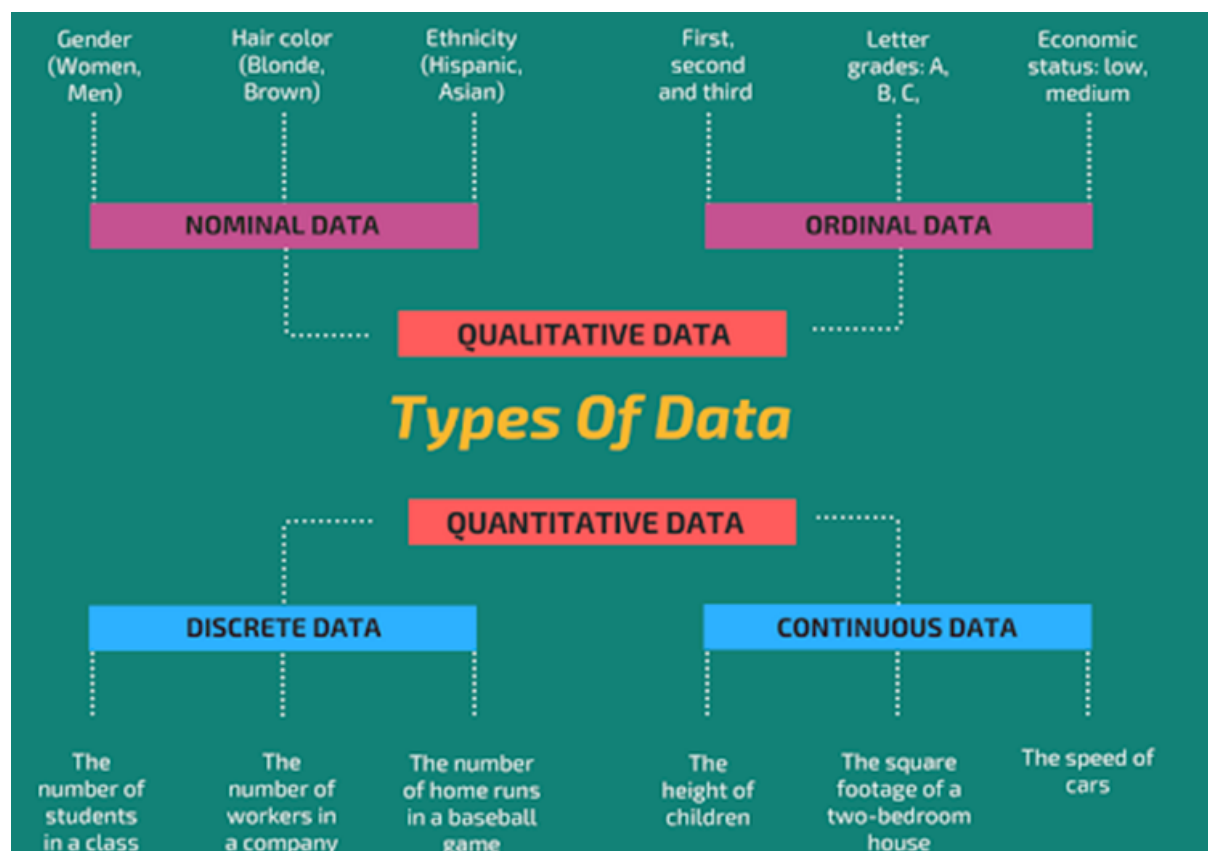 Gender
(Women,
Men)
Hair color
(Blonde,
Brown)
Ethnicity
(Hispanic,
Asian)
First,
second
and third
Letter
grades: A,
B, C,
Economic
status: low,
medium
NOMINAL DATA
ORDINAL DATA
QUALITATIVE DATA
Types Of Data
QUANTITATIVE DATA
DISCRETE DATA
CONTINUOUS DATA
The
number of
students
in a class
The
number of
workers in
a company
The number
of home runs
in a baseball
game
The
height of
children
The square
footage of a
two-bedroom
house
The speed of
cars